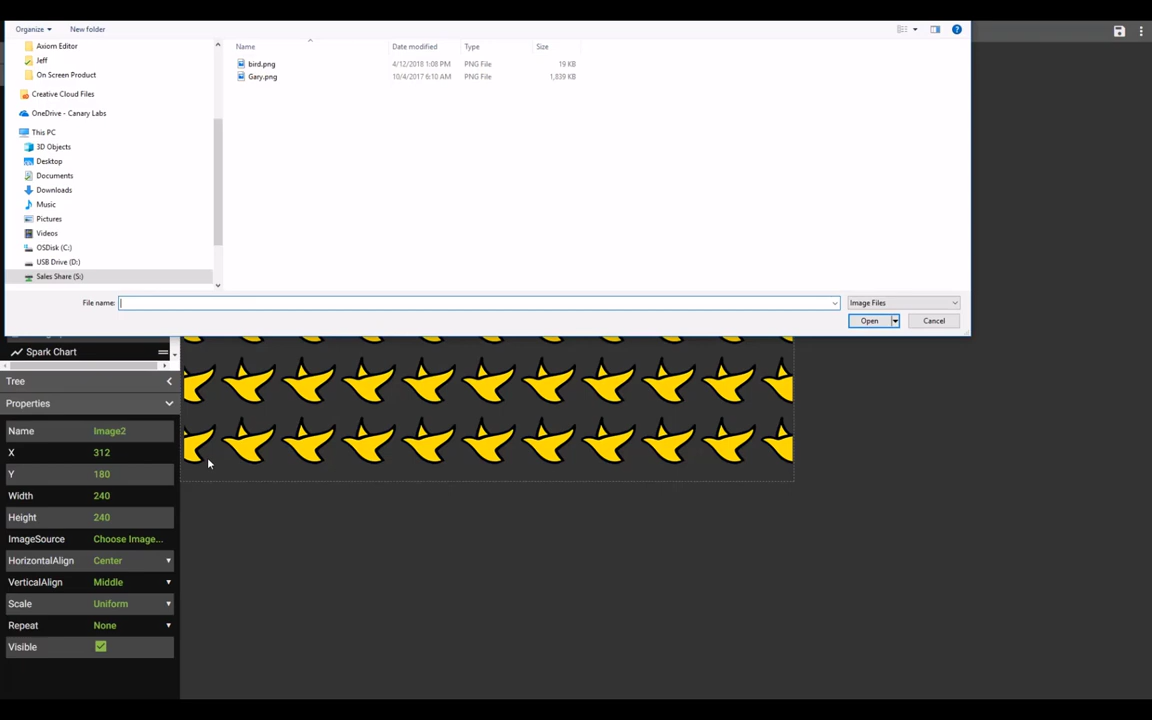 Organize
New folder
Axiom Editor
Jeff
On Screen Product
Creative Cloud Files
OneDrive - Canary Labs
This PC
3D Objects
Desktop
Documents
Downloads
Music
Pictures
Videos
OSDisk (C:)
USB Drive (D:)
Sales Share (S:)
Name Date modified Type Size
bird.png 4/12/2018 1:08 PM PNG File 19 KB
Gary.png 10/4/2017 6:10 AM PNG File 1,839 KB
File name: Image Files
Open Cancel
Spark Chart
Tree
Properties
Name Image2
X 312
Y 180
Width 240
Height 240
ImageSource Choose Image...
HorizontalAlign Center
VerticalAlign Middle
Scale Uniform
Repeat None
Visible